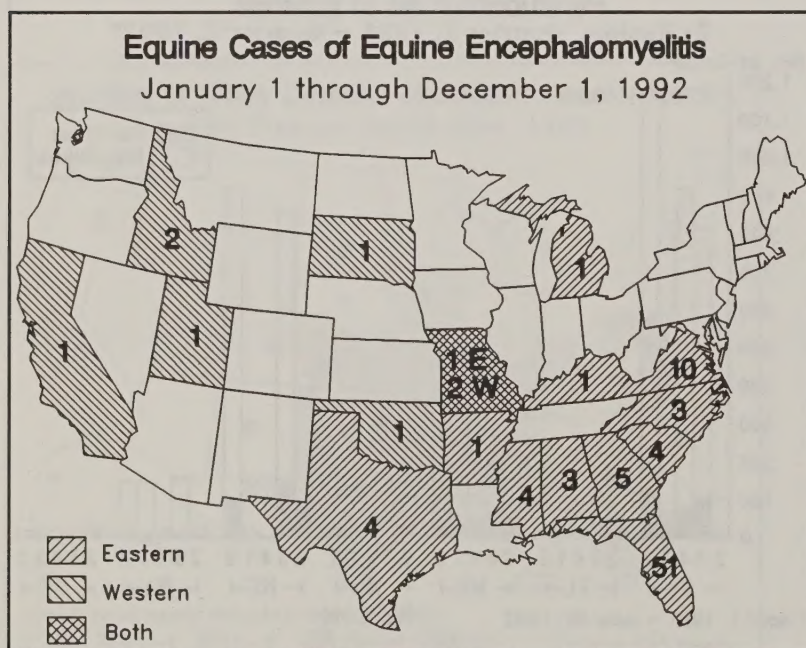 Equine Cases of Equine Encephalomyelitis
January 1 through December 1, 1992
2
1
1
1
1
1 E
2 W
1
10
3
1
1
4
4
3
5
4
51
Eastern
Western
Both